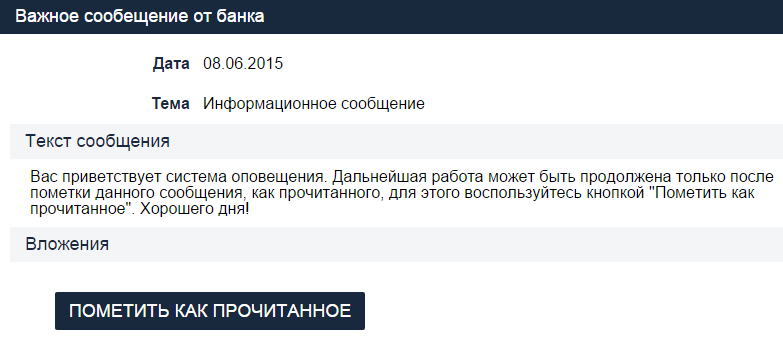 Важное сообещение от банка
Дата 08.06.2015
Тема Информационное сообщение
Текст сообщения
Вас приветствует система оповещения. Дальнейшая работа может быть продолжена только после
пометки данного сообщения, как прочитанного, для этого воспользуйтесь кнопкой "Пометить как
прочитанное". Хорошего дня!
Вложения
ПОМЕТИТЬ КАК ПРОЧИТАННОЕ